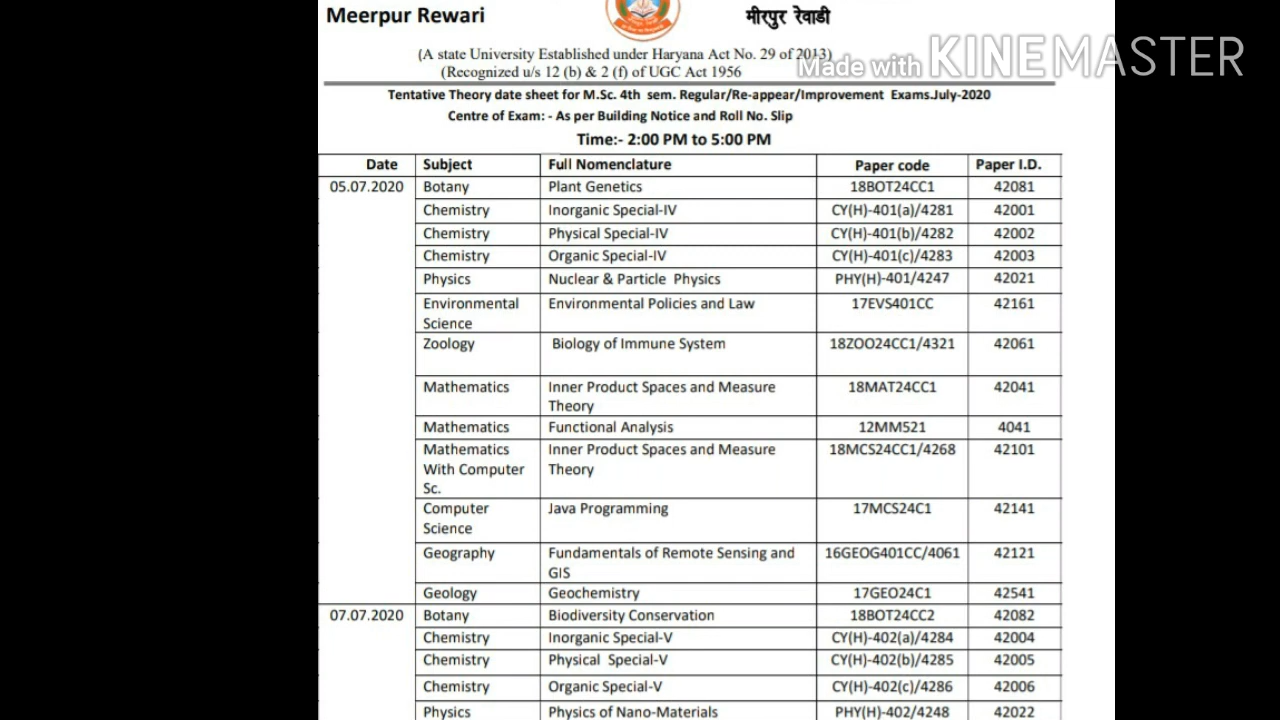 Meerpur Rewari
मीरपुर रेवाडी
(A state University Established under Haryana Act No. 29 of 2013)
(Recognized u/s 12 (b) & 2 (f) of UGC Act 1956
Made with KINEMASTER
Tentative Theory date sheet for M.Sc. 4th sem. Regular/Re-appear/Improvement Exams.July-2020
Centre of Exam: - As per Building Notice and Roll No. Slip
Time:- 2:00 PM to 5:00 PM
Date Subject Full Nomenclature Paper code Paper I.D.
05.07.2020 Botany Plant Genetics 18BOT24CC1 42081
Chemistry Inorganic Special-IV CY(H)-401(a)/4281 42001
Chemistry Physical Special-IV CY(H)-401(b)/4282 42002
Chemistry Organic Special-IV CY(H)-401(c)/4283 42003
Physics Nuclear & Particle Physics PHY(H)-401/4247 42021
Environmental Environmental Policies and Law 17EVS401CC 42161
Science
Zoology Biology of Immune System 18ZOO24CC1/4321 42061
Mathematics Inner Product Spaces and Measure 18MAT24CC1 42041
Theory
Mathematics Functional Analysis 12MM521 4041
Mathematics Inner Product Spaces and Measure 18MCS24CC1/4268 42101
With Computer Theory
Sc.
Computer Java Programming 17MCS24C1 42141
Science
Geography Fundamentals of Remote Sensing and 16GEOG401CC/4061 42121
GIS
Geology Geochemistry 17GEO24C1 42541
07.07.2020 Botany Biodiversity Conservation 18BOT24CC2 42082
Chemistry Inorganic Special-V CY(H)-402(a)/4284 42004
Chemistry Physical Special-V CY(H)-402(b)/4285 42005
Chemistry Organic Special-V CY(H)-402(c)/4286 42006
Physics Physics of Nano-Materials PHY(H)-402/4248 42022